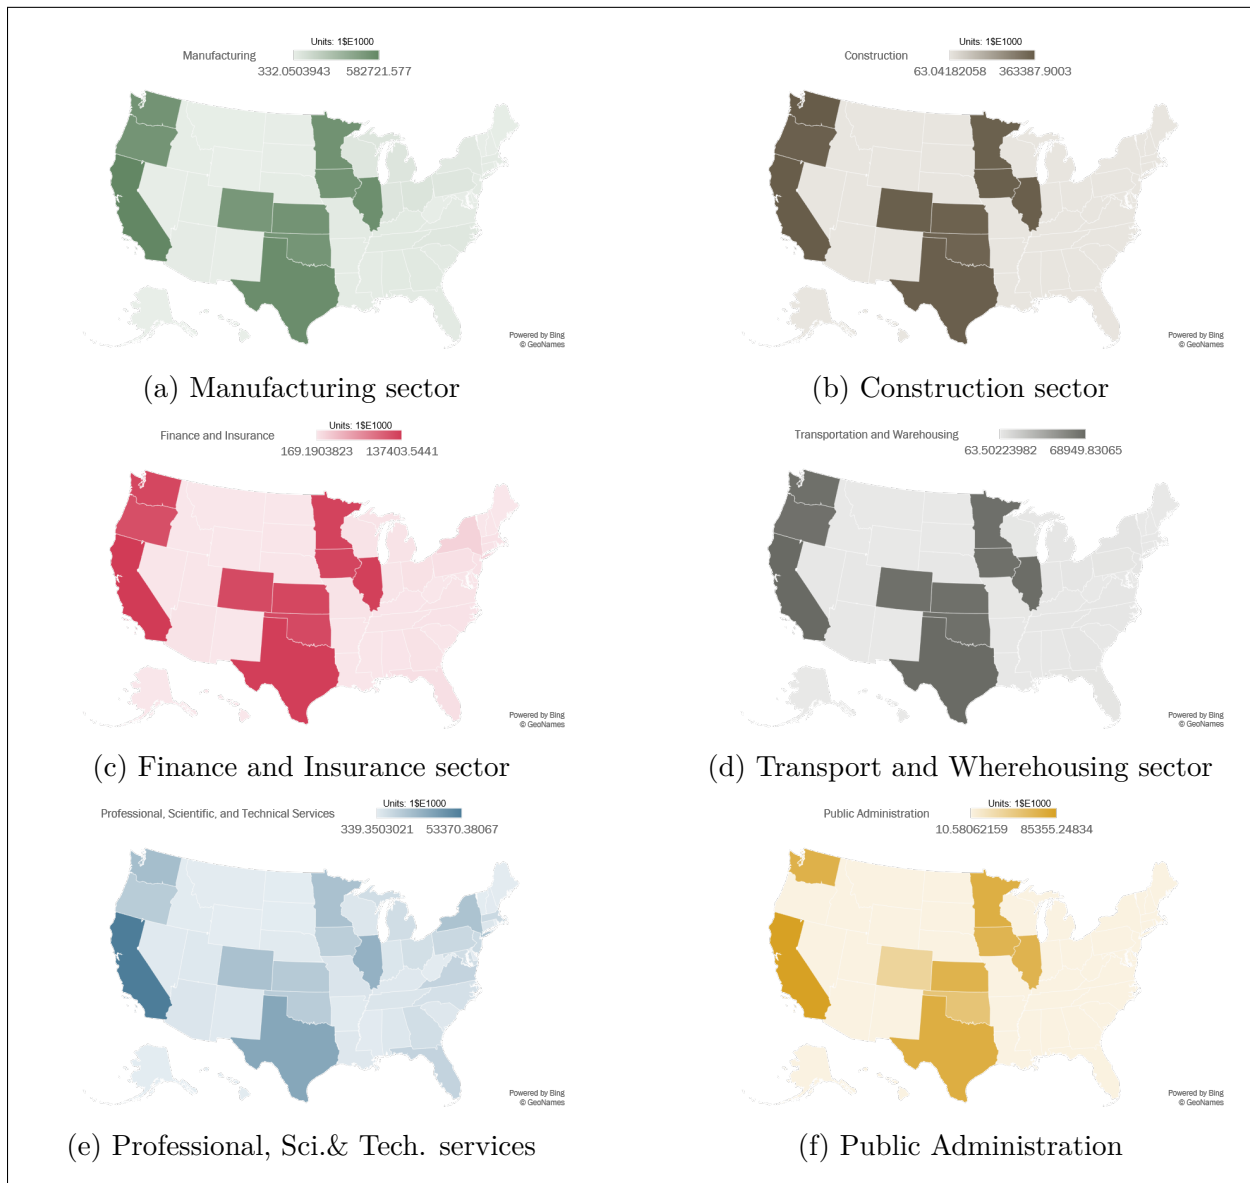 Units: 1$E1000
Manufacturing
332.0503943 582721.577
Powered by Bing
© GeoNames
(a) Manufacturing sector
Units: 1$E1000
Construction
63.04182058 363387.9003
Powered by Bing
© GeoNames
(b) Construction sector
Units: 1$E1000
Finance and Insurance
169.1903823 137403.5441
Powered by Bing
© GeoNames
(c) Finance and Insurance sector
Units: 1$E1000
Transportation and Warehousing
63.50223982 68949.83065
Powered by Bing
© GeoNames
(d) Transport and Wherehousing sector
Units: 1$E1000
Professional, Scientific, and Technical Services
339.3503021 53370.38067
Powered by Bing
© GeoNames
(e) Professional, Sci.& Tech. services
Units: 1$E1000
Public Administration
10.58062159 85355.24834
Powered by Bing
© GeoNames
(f) Public Administration